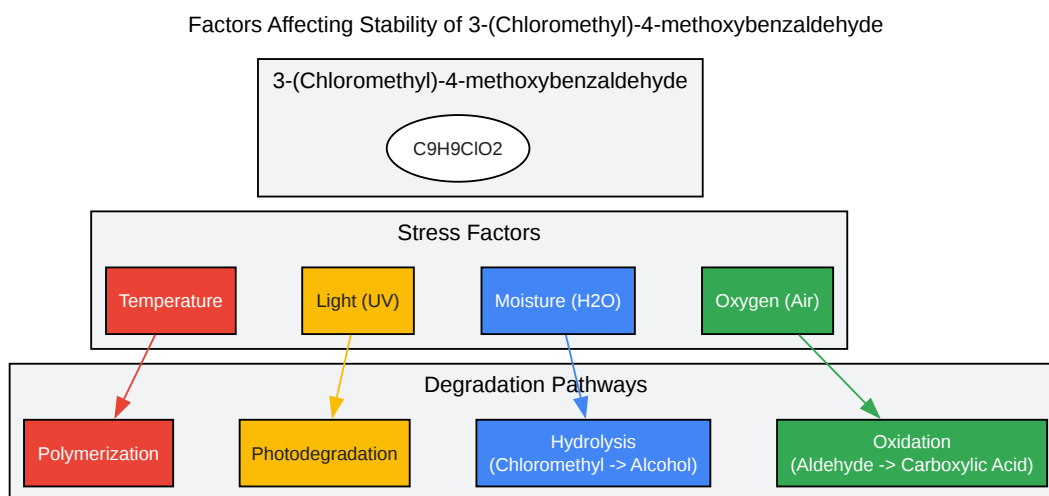 Factors Affecting Stability of 3-(Chloromethyl)-4-methoxybenzaldehyde
3-(Chloromethyl)-4-methoxybenzaldehyde
C9H9ClO2
Stress Factors
Temperature
Light (UV)
Moisture (H2O)
Oxygen (Air)
Degradation Pathways
Polymerization
Photodegradation
Hydrolysis
(Chloromethyl -> Alcohol)
Oxidation
(Aldehyde -> Carboxylic Acid)